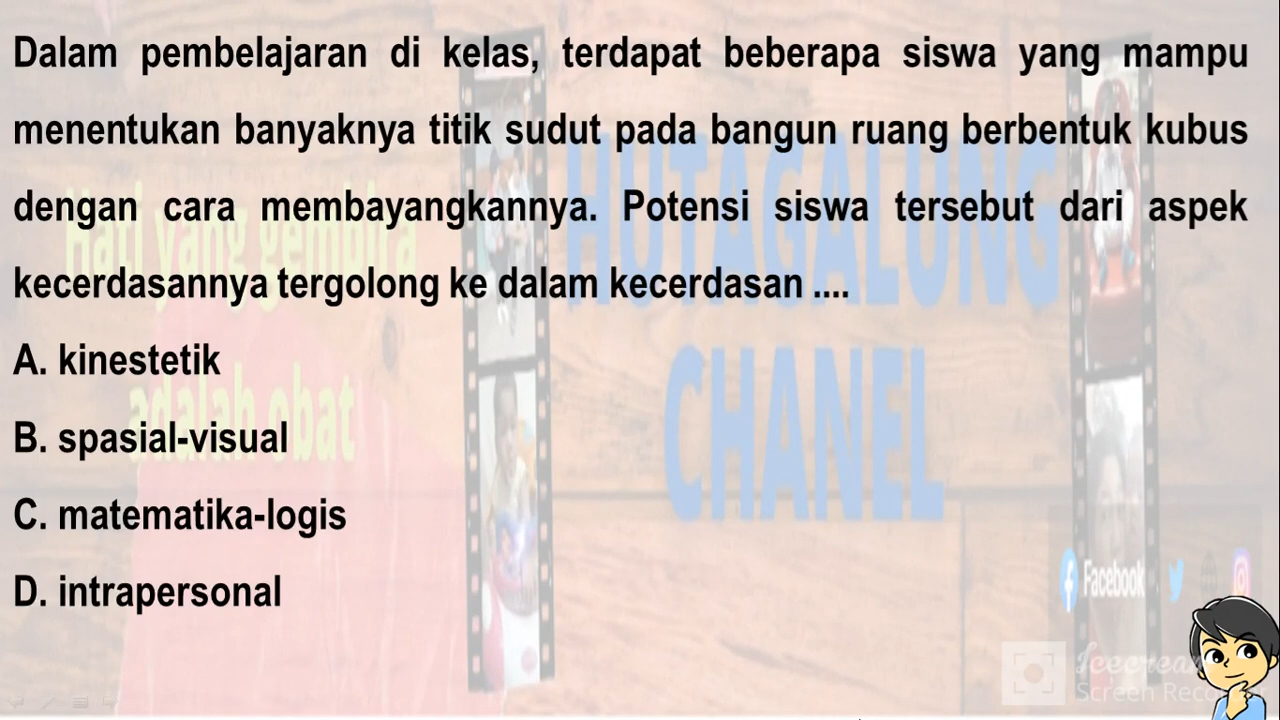 Dalam pembelajaran di kelas, terdapat beberapa siswa yang mampu
menentukan banyaknya titik sudut pada bangun ruang berbentuk kubus
dengan cara membayangkannya. Potensi siswa tersebut dari aspek
kecerdasannya tergolong ke dalam kecerdasan ....
A. kinestetik
B. spasial-visual
C. matematika-logis
D. intrapersonal
Hati yang gembira
adalah obat
HUTAGALUNG
CHANEL
Facebook
Icecream
Screen Recorder